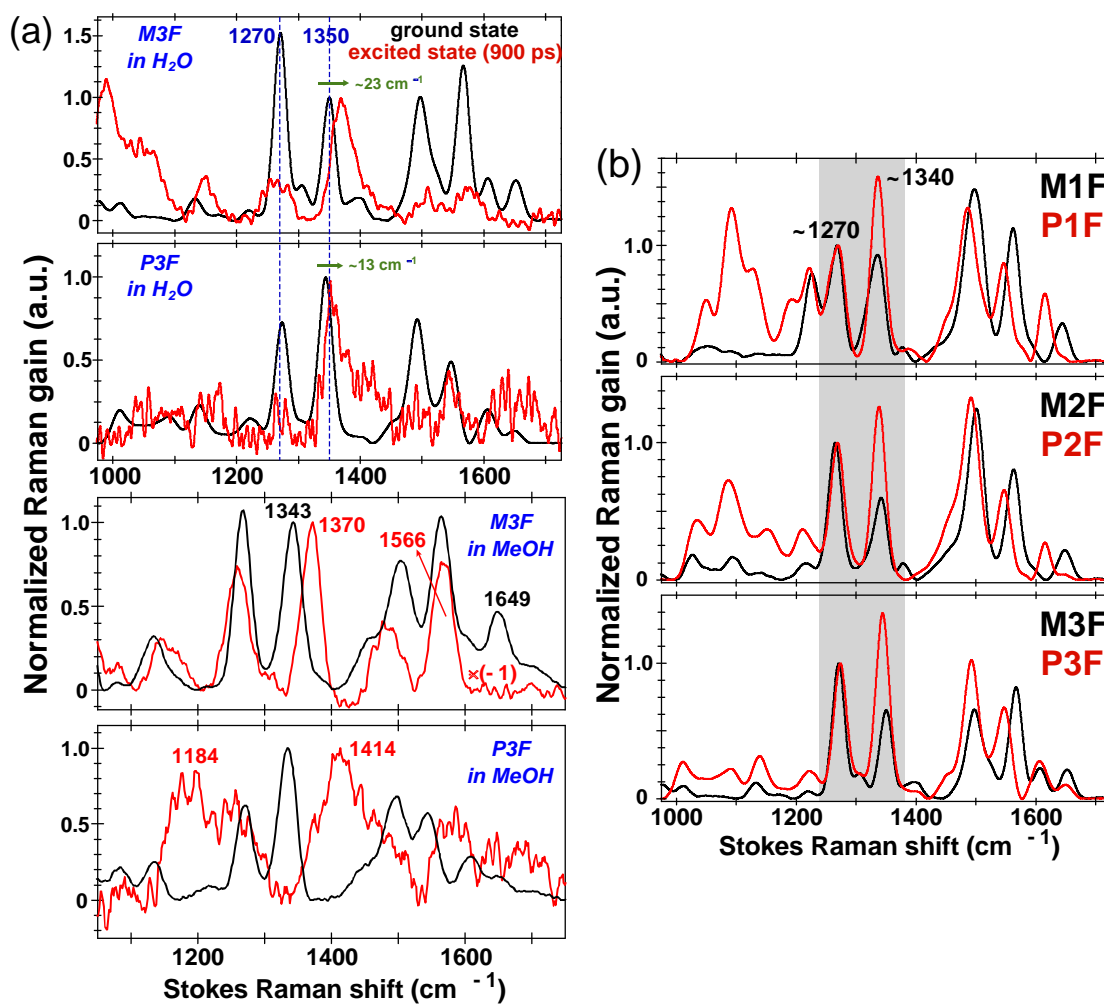 (a)
Normalized Raman gain (a.u.)
M3F
in H₂O
1270
1350
ground state
excited state (900 ps)
~23 cm ⁻¹
1.5
1.0
0.5
0
P3F
in H₂O
~13 cm ⁻¹
1.0
0.5
0
1000 1200 1400 1600
M3F
in MeOH
1343
1370
1566
1649
×(- 1)
1.0
0.5
0
P3F
in MeOH
1184
1414
1.0
0.5
0
1200 1400 1600
Stokes Raman shift (cm ⁻¹)
(b)
Normalized Raman gain (a.u.)
M1F
P1F
~1270
~1340
1.0
0
M2F
P2F
1.0
0
M3F
P3F
1.0
0
1000 1200 1400 1600
Stokes Raman shift (cm ⁻¹)